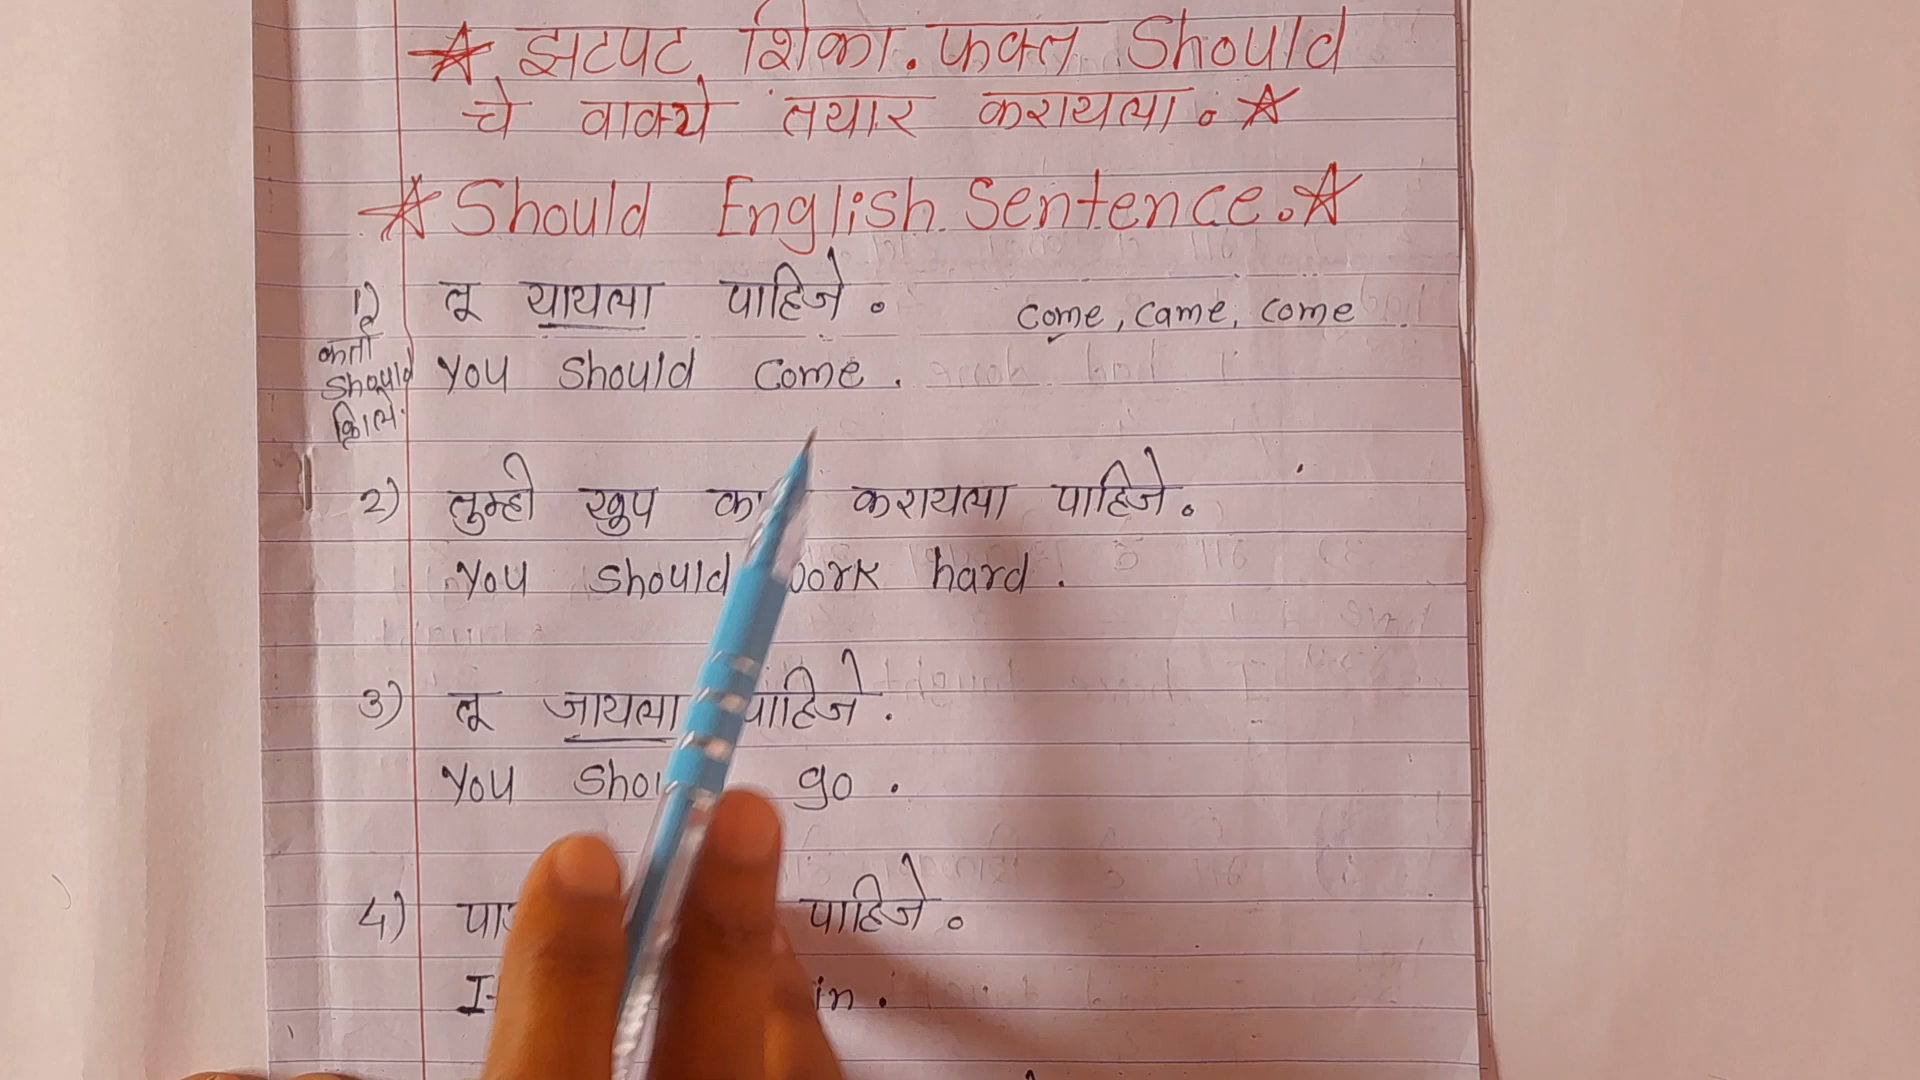 ★ झटपट शिका. फक्त Should
चे वाक्ये तयार करायला. ★
★ Should English Sentence. ★
1) तू यायला पाहिजे. come, came, come
कर्ता
should
You should come.
2) तुम्ही खुप करायला पाहिजे.
You should work hard.
3) तू जायला पाहिजे.
You go.
4) पाहिजे.